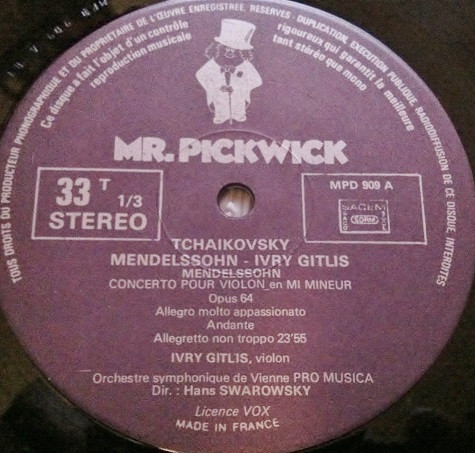 TOUS DROITS DU PRODUCTEUR PHONOGRAPHIQUE ET DU PROPRIETAIRE DE L'ŒUVRE ENREGISTREE, RESERVES - DUPLICATION, EXECUTION PUBLIQUE, RADIODIFFUSION DE CE DISQUE, INTERDITES
Ce disque a fait l'objet d'un contrôle
rigoureux qui garantit la meilleure
reproduction musicale
tant stéréo que mono
MR. PICKWICK
33 T 1/3
STEREO
MPD 909 A
SACEM
SACD
SDRM
TCHAIKOVSKY
MENDELSSOHN - IVRY GITLIS
MENDELSSOHN
CONCERTO POUR VIOLON en MI MINEUR
Opus 64
Allegro molto appassionato
Andante
Allegretto non troppo 23'55
IVRY GITLIS, violon
Orchestre symphonique de Vienne PRO MUSICA
Dir. : Hans SWAROWSKY
Licence VOX
MADE IN FRANCE